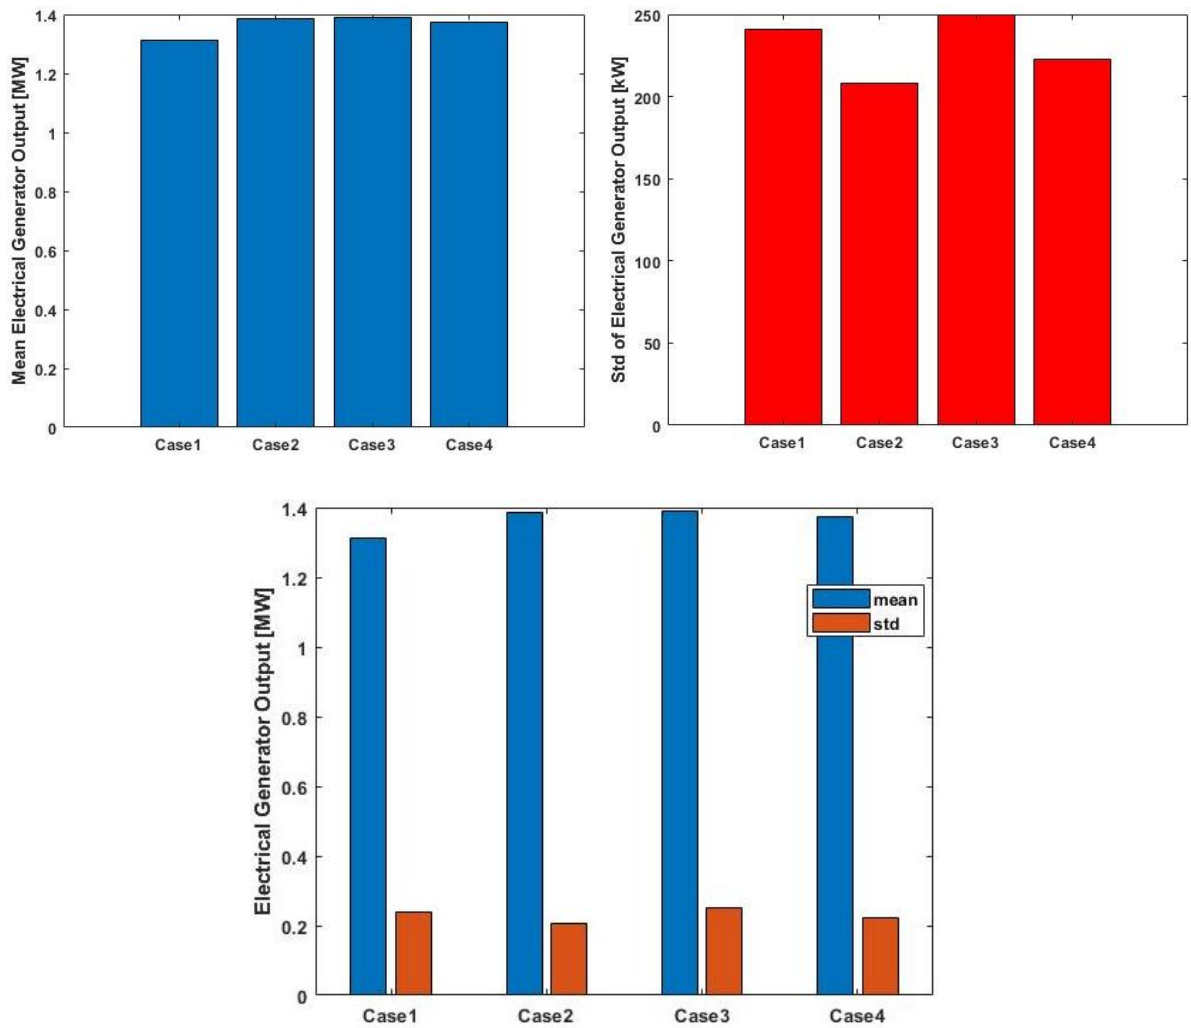 Mean Electrical Generator Output [MW]
1.4
1.2
1
0.8
0.6
0.4
0.2
0
Case1 Case2 Case3 Case4
Std of Electrical Generator Output [kW]
250
200
150
100
50
0
Case1 Case2 Case3 Case4
Electrical Generator Output [MW]
1.4
1.2
1
0.8
0.6
0.4
0.2
0
mean
std
Case1 Case2 Case3 Case4